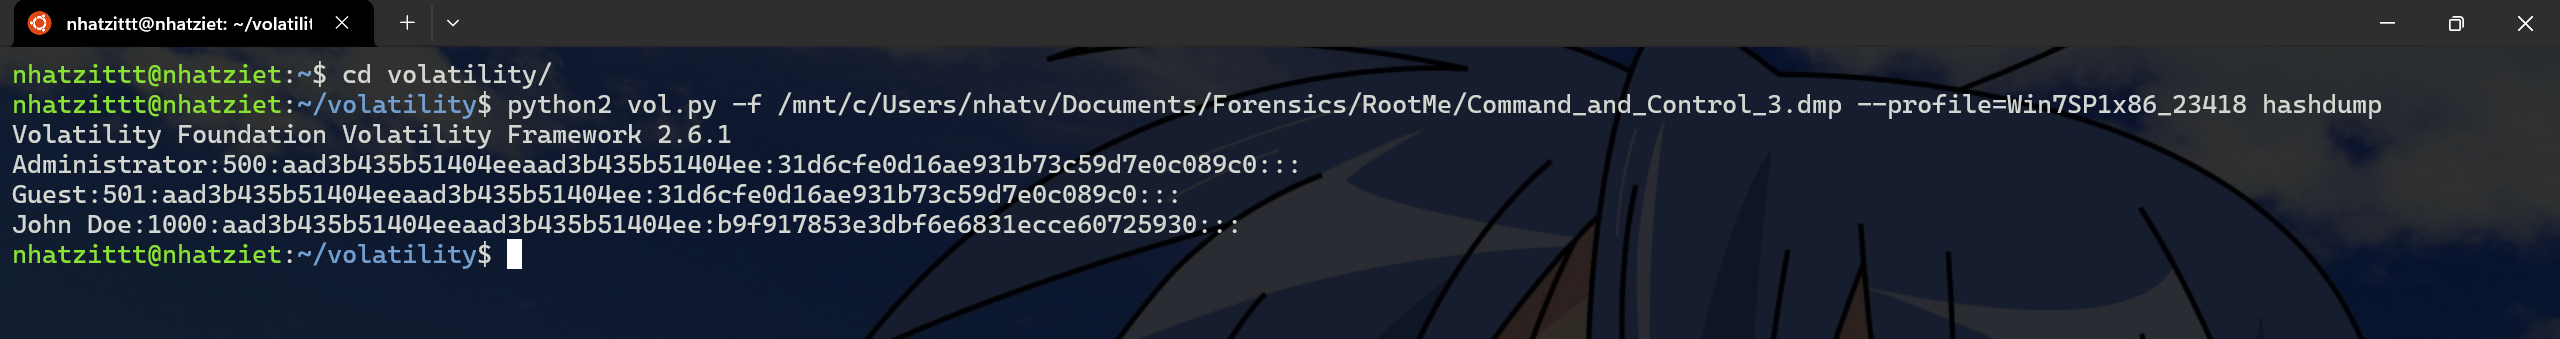 nhatzittt@nhatziet: ~/volatilit
nhatzittt@nhatziet:~$ cd volatility/
nhatzittt@nhatziet:~/volatility$ python2 vol.py -f /mnt/c/Users/nhatv/Documents/Forensics/RootMe/Command_and_Control_3.dmp --profile=Win7SP1x86_23418 hashdump
Volatility Foundation Volatility Framework 2.6.1
Administrator:500:aad3b435b51404eeaad3b435b51404ee:31d6cfe0d16ae931b73c59d7e0c089c0:::
Guest:501:aad3b435b51404eeaad3b435b51404ee:31d6cfe0d16ae931b73c59d7e0c089c0:::
John Doe:1000:aad3b435b51404eeaad3b435b51404ee:b9f917853e3dbf6e6831ecce60725930:::
nhatzittt@nhatziet:~/volatility$